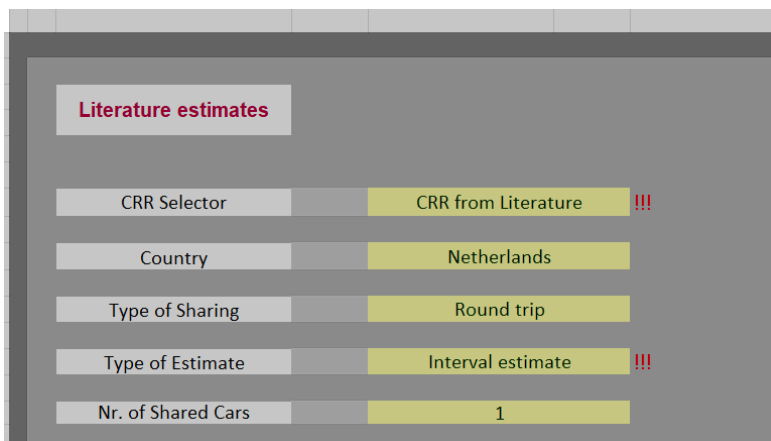 Literature estimates
CRR Selector CRR from Literature !!!
Country Netherlands
Type of Sharing Round trip
Type of Estimate Interval estimate !!!
Nr. of Shared Cars 1